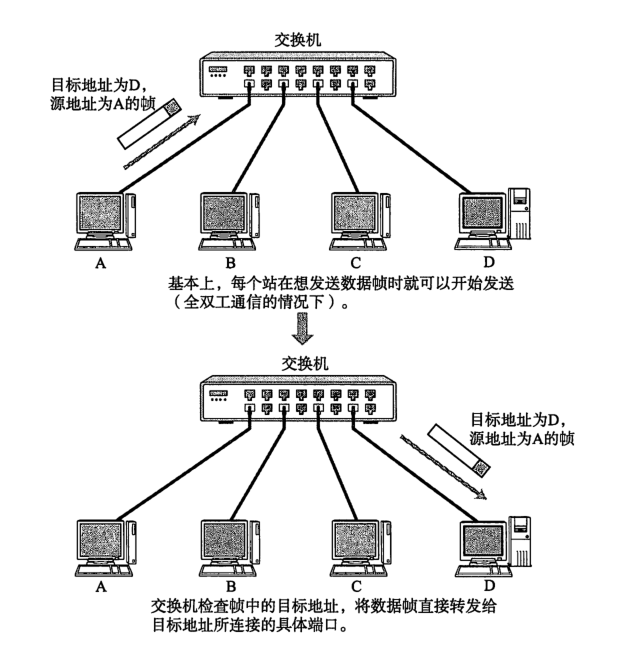 交换机
目标地址为D，
源地址为A的帧
A
B
C
D
基本上，每个站在想发送数据帧时就可以开始发送
（全双工通信的情况下）。
交换机
目标地址为D，
源地址为A的帧
A
B
C
D
交换机检查帧中的目标地址，将数据帧直接转发给
目标地址所连接的具体端口。